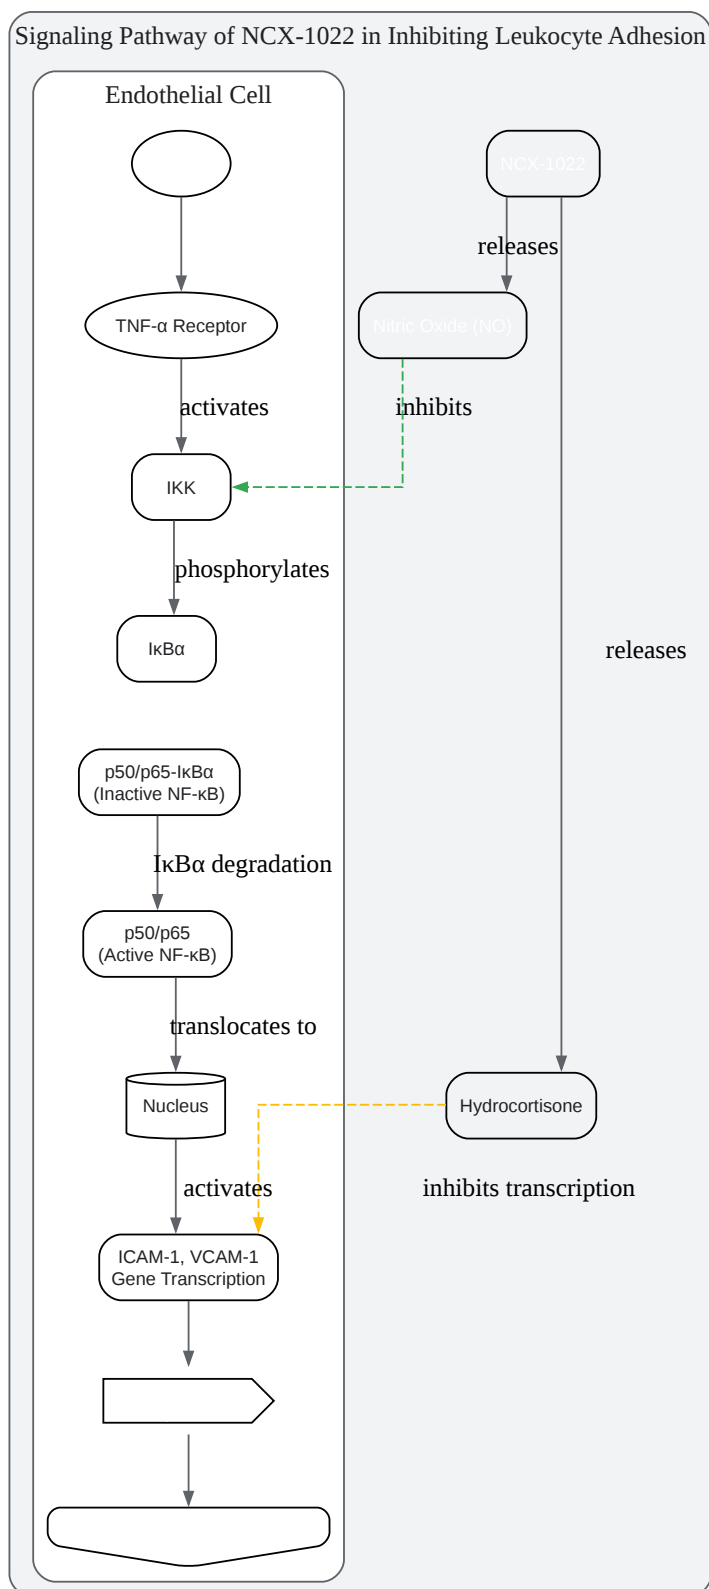 Signaling Pathway of NCX-1022 in Inhibiting Leukocyte Adhesion
Endothelial Cell
NCX-1022
releases
TNF-α Receptor
Nitric Oxide (NO)
activates
inhibits
IKK
phosphorylates
IκBα
releases
p50/p65-IκBα
(Inactive NF-κB)
IκBα degradation
p50/p65
(Active NF-κB)
translocates to
Nucleus
Hydrocortisone
activates
inhibits transcription
ICAM-1, VCAM-1
Gene Transcription